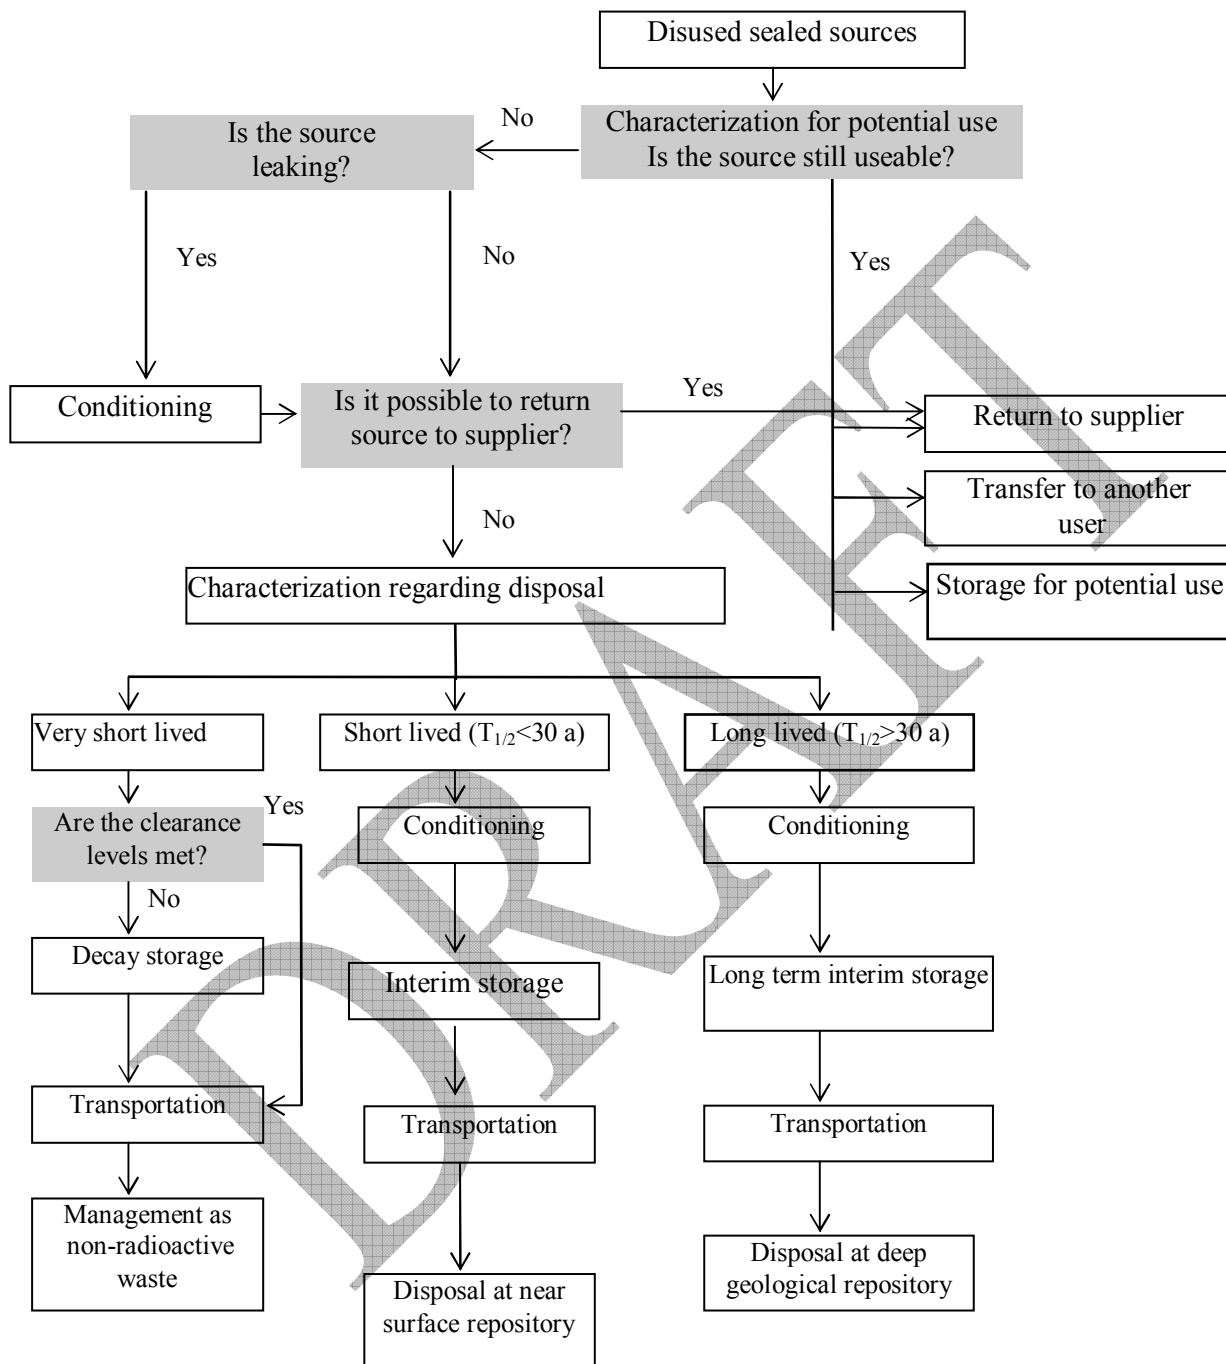 Disused sealed sources
Characterization for potential use
Is the source still useable?
No
Is the source
leaking?
Yes
No
Yes
Conditioning
Is it possible to return
source to supplier?
Yes
Return to supplier
Transfer to another
user
Storage for potential use
No
Characterization regarding disposal
Very short lived
Short lived (T1/2<30 a)
Long lived (T1/2>30 a)
Are the clearance
levels met?
Yes
No
Conditioning
Conditioning
Decay storage
Interim storage
Long term interim storage
Transportation
Transportation
Transportation
Management as
non-radioactive
waste
Disposal at near
surface repository
Disposal at deep
geological repository
DRAFT